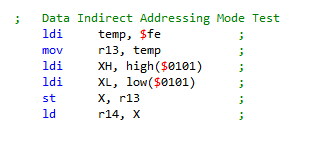 ; Data Indirect Addressing Mode Test
ldi temp, $fe ;
mov r13, temp ;
ldi XH, high($0101) ;
ldi XL, low($0101) ;
st X, r13 ;
ld r14, X ;